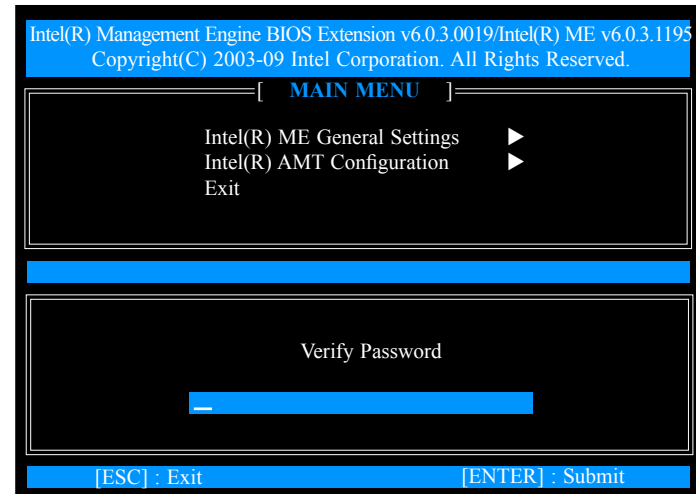 Intel(R) Management Engine BIOS Extension v6.0.3.0019/Intel(R) ME v6.0.3.1195
Copyright(C) 2003-09 Intel Corporation. All Rights Reserved.
[ MAIN MENU ]
Intel(R) ME General Settings ▶
Intel(R) AMT Configuration ▶
Exit
Verify Password
[ESC] : Exit [ENTER] : Submit